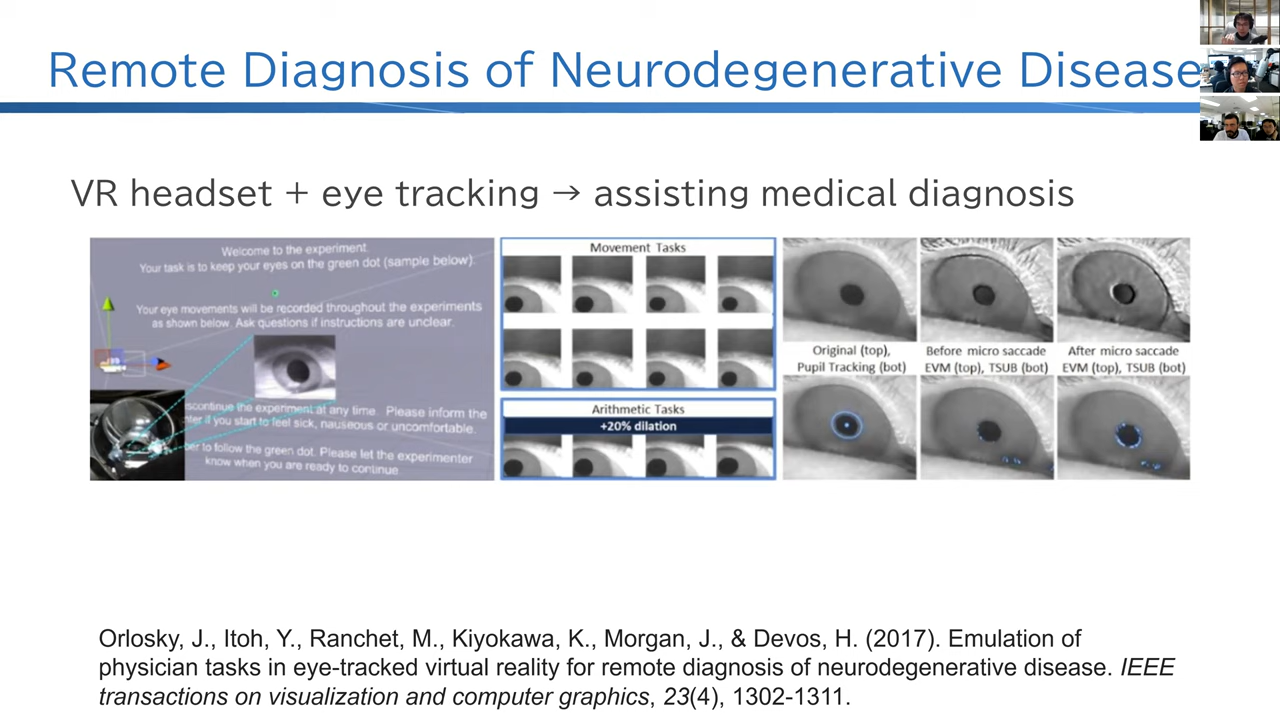 Remote Diagnosis of Neurodegenerative Disease
VR headset + eye tracking → assisting medical diagnosis
Welcome to the experiment.
Your task is to keep your eyes on the green dot (sample below).
Your eye movements will be recorded throughout the experiments
as shown below. Ask questions if instructions are unclear.
the experiment at any time. Please inform the
if you start to feel sick, nauseous or uncomfortable.
to follow the green dot. Please let the experimenter
know when you are ready to continue
Movement Tasks
Arithmetic Tasks
+20% dilation
Original (top),
Pupil Tracking (bot)
Before micro saccade
EVM (top), TSUB (bot)
After micro saccade
EVM (top), TSUB (bot)
Orlosky, J., Itoh, Y., Ranchet, M., Kiyokawa, K., Morgan, J., & Devos, H. (2017). Emulation of
physician tasks in eye-tracked virtual reality for remote diagnosis of neurodegenerative disease. IEEE
transactions on visualization and computer graphics, 23(4), 1302-1311.